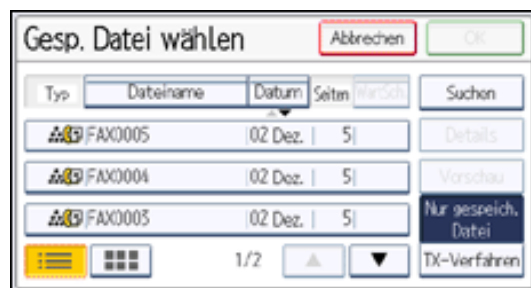 Gesp. Datei wählen
Abbrechen
OK
Typ
Dateiname
Datum
Seiten
WartSch.
Suchen
FAX0005
02 Dez.
5
Details
FAX0004
02 Dez.
5
Vorschau
FAX0003
02 Dez.
5
Nur gespeich.
Datei
1/2
TX-Verfahren